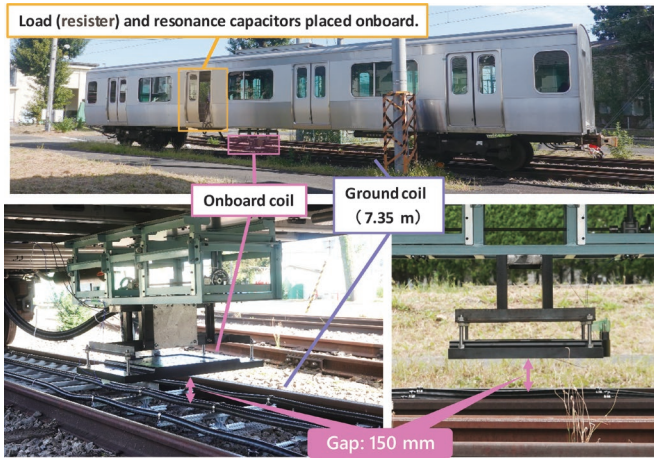 Load (resister) and resonance capacitors placed onboard.
Onboard coil
Ground coil
(7.35 m)
Gap: 150 mm